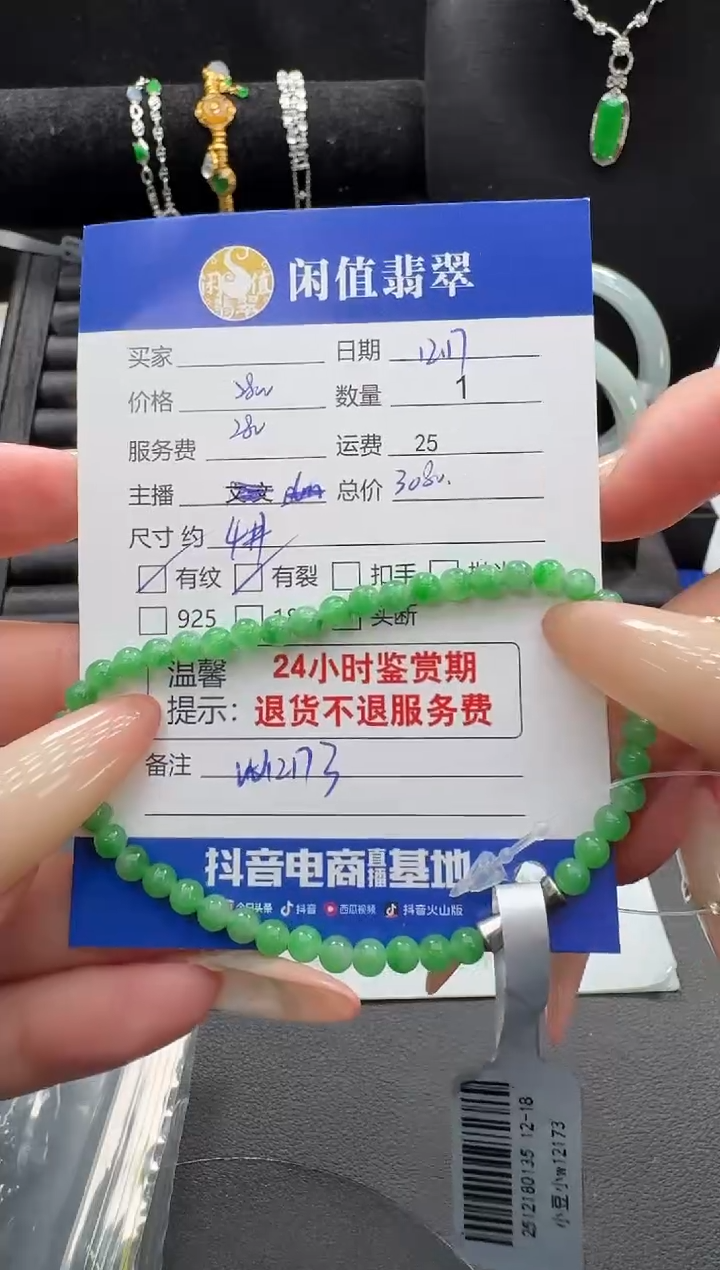 闲值翡翠
买家 日期 12.17
价格 数量 1
服务费 280 运费 25
主播 总价 3080.
尺寸 约 4#
有纹 有裂 扣手
925 头断
温馨 24小时鉴赏期
提示: 退货不退服务费
备注 W12173
抖音电商直播基地
今日头条 抖音 西瓜视频 抖音火山版
2512180135 12-18
小豆小w12173